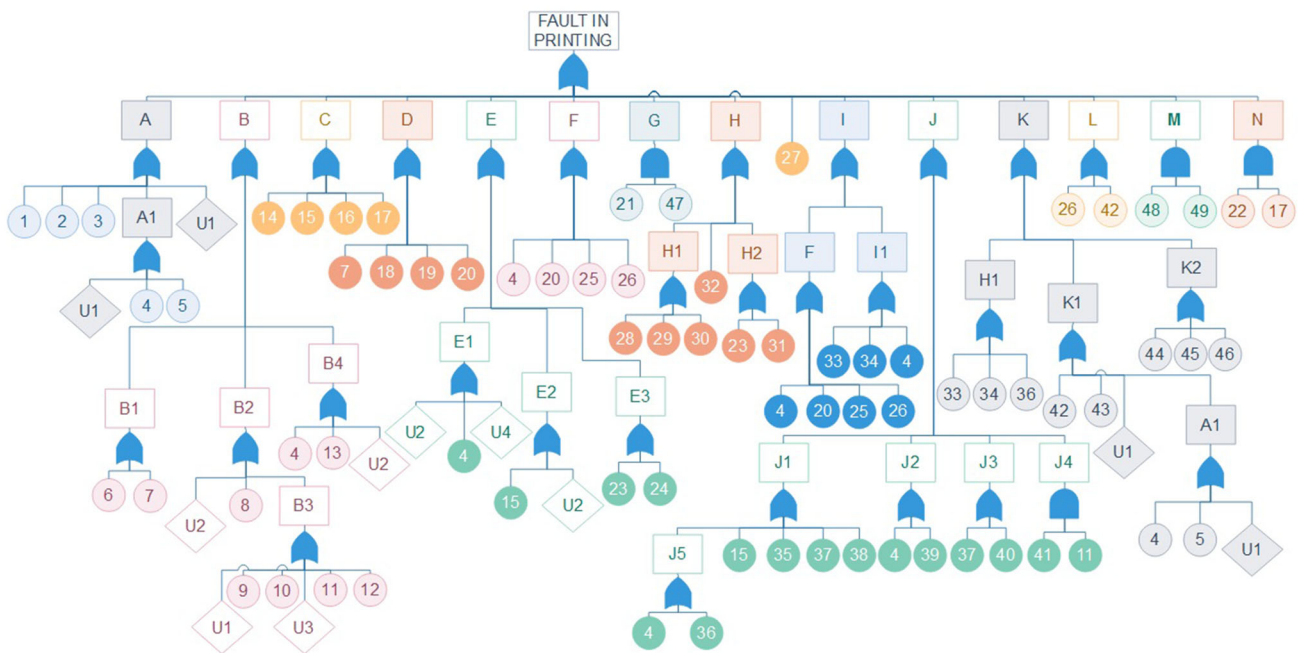 FAULT IN
PRINTING
A B C D E F G H 27 I J K L M N
1 2 3 A1 U1 14 15 16 17 21 47 26 42 48 49 22 17
U1 4 5 7 18 19 20 4 20 25 26 H1 32 H2 F I1 H1 K1 K2
28 29 30 23 31 33 34 4 44 45 46
B1 B2 B4 E1 E2 E3 4 20 25 26 33 34 36 42 43 U1 A1
6 7 U2 8 B3 4 13 U2 U2 4 U4 15 U2 23 24 J1 J2 J3 J4
U1 9 10 U3 11 12 J5 15 35 37 38 4 39 37 40 41 11 4 5 U1
4 36